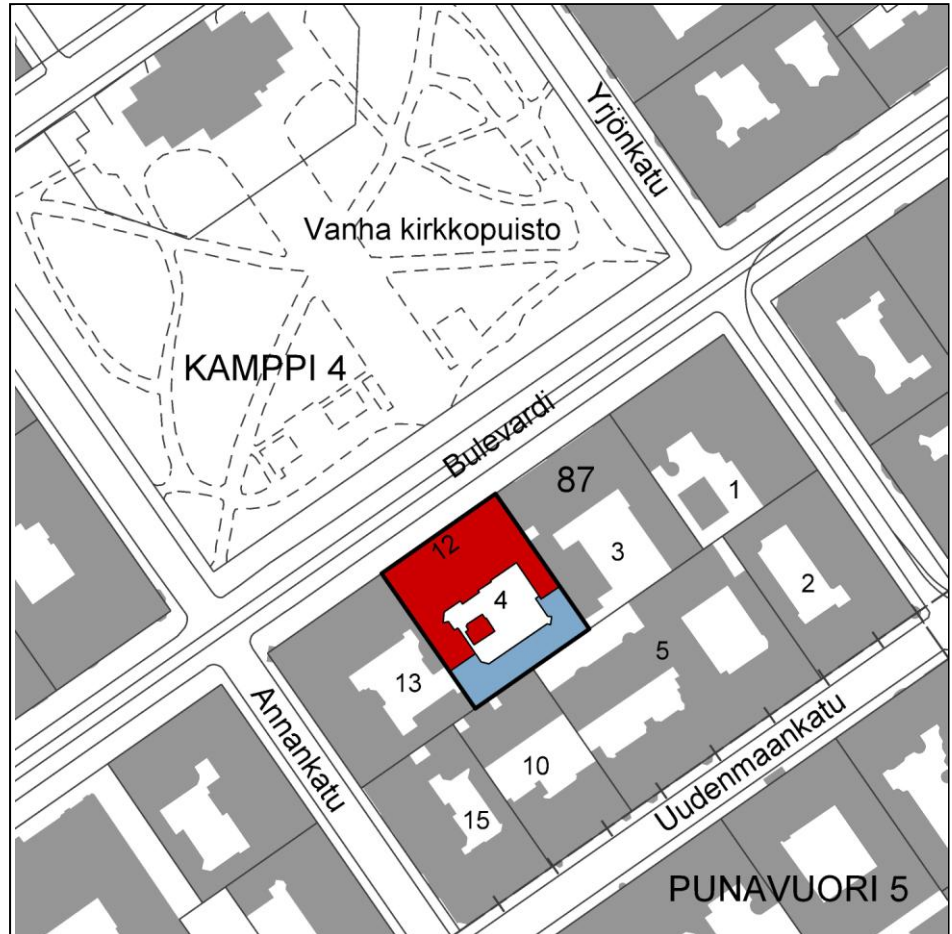 Yrjönkatu
Vanha kirkkopuisto
KAMPPI 4
Bulevardi
87
1
12
3
4
2
5
13
Annankatu
10
Uudenmaankatu
15
PUNAVUORI 5